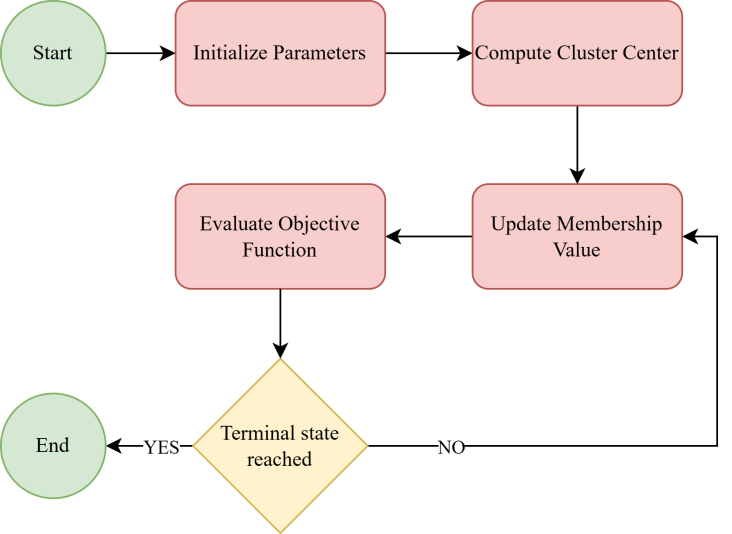 Start
Initialize Parameters
Compute Cluster Center
Evaluate Objective
Function
Update Membership
Value
Terminal state
reached
End
YES
NO